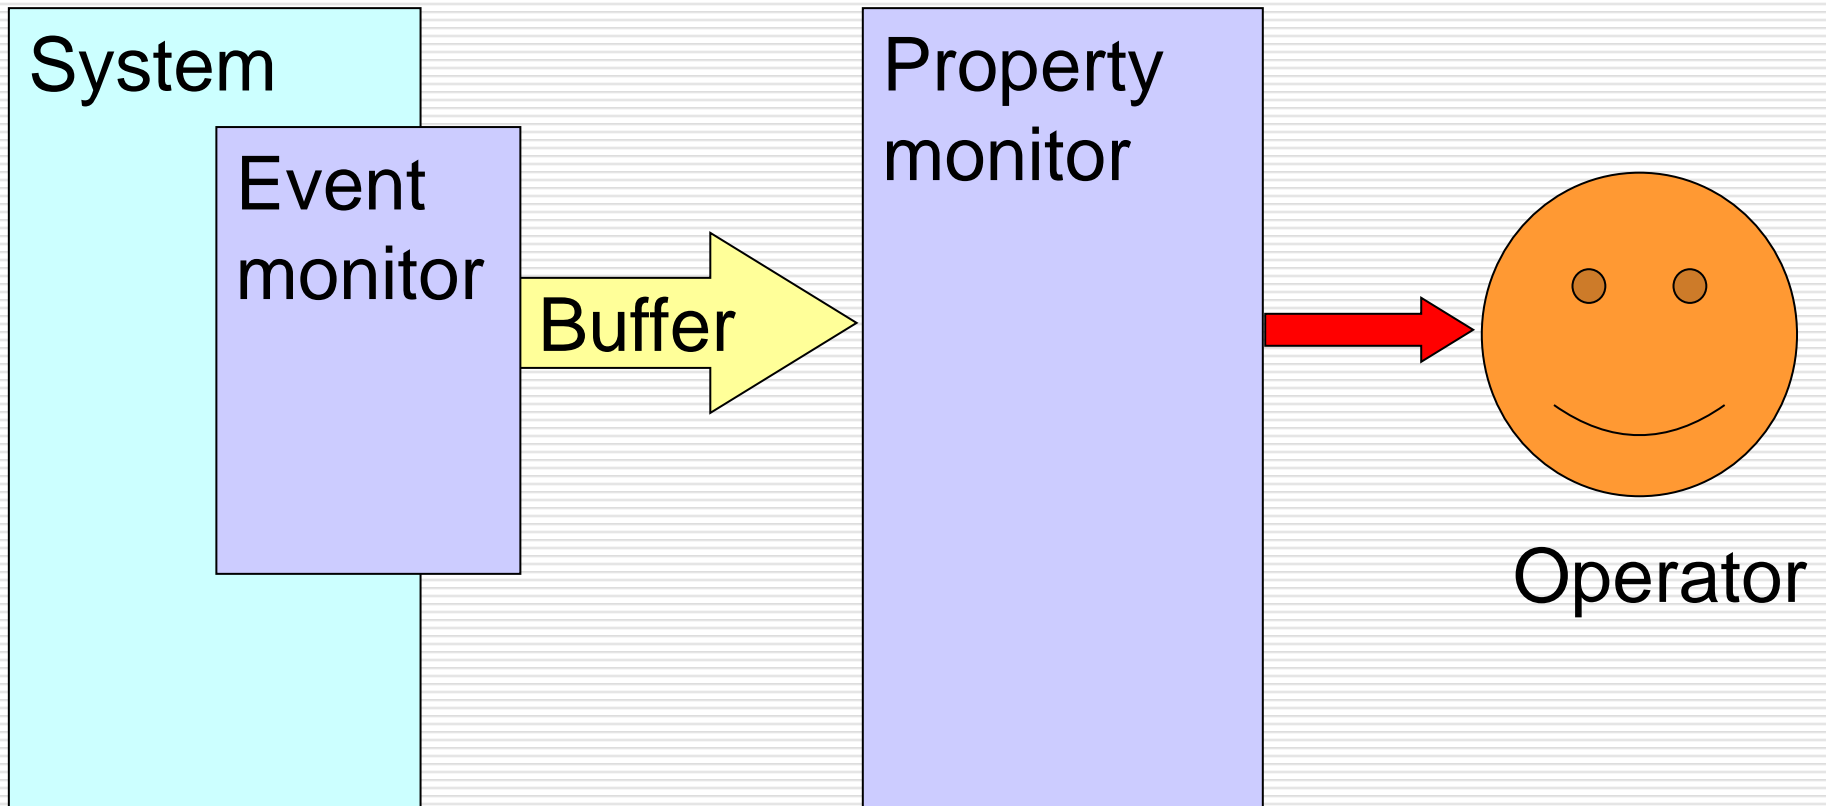 System
Event
monitor
Buffer
Property
monitor
Operator